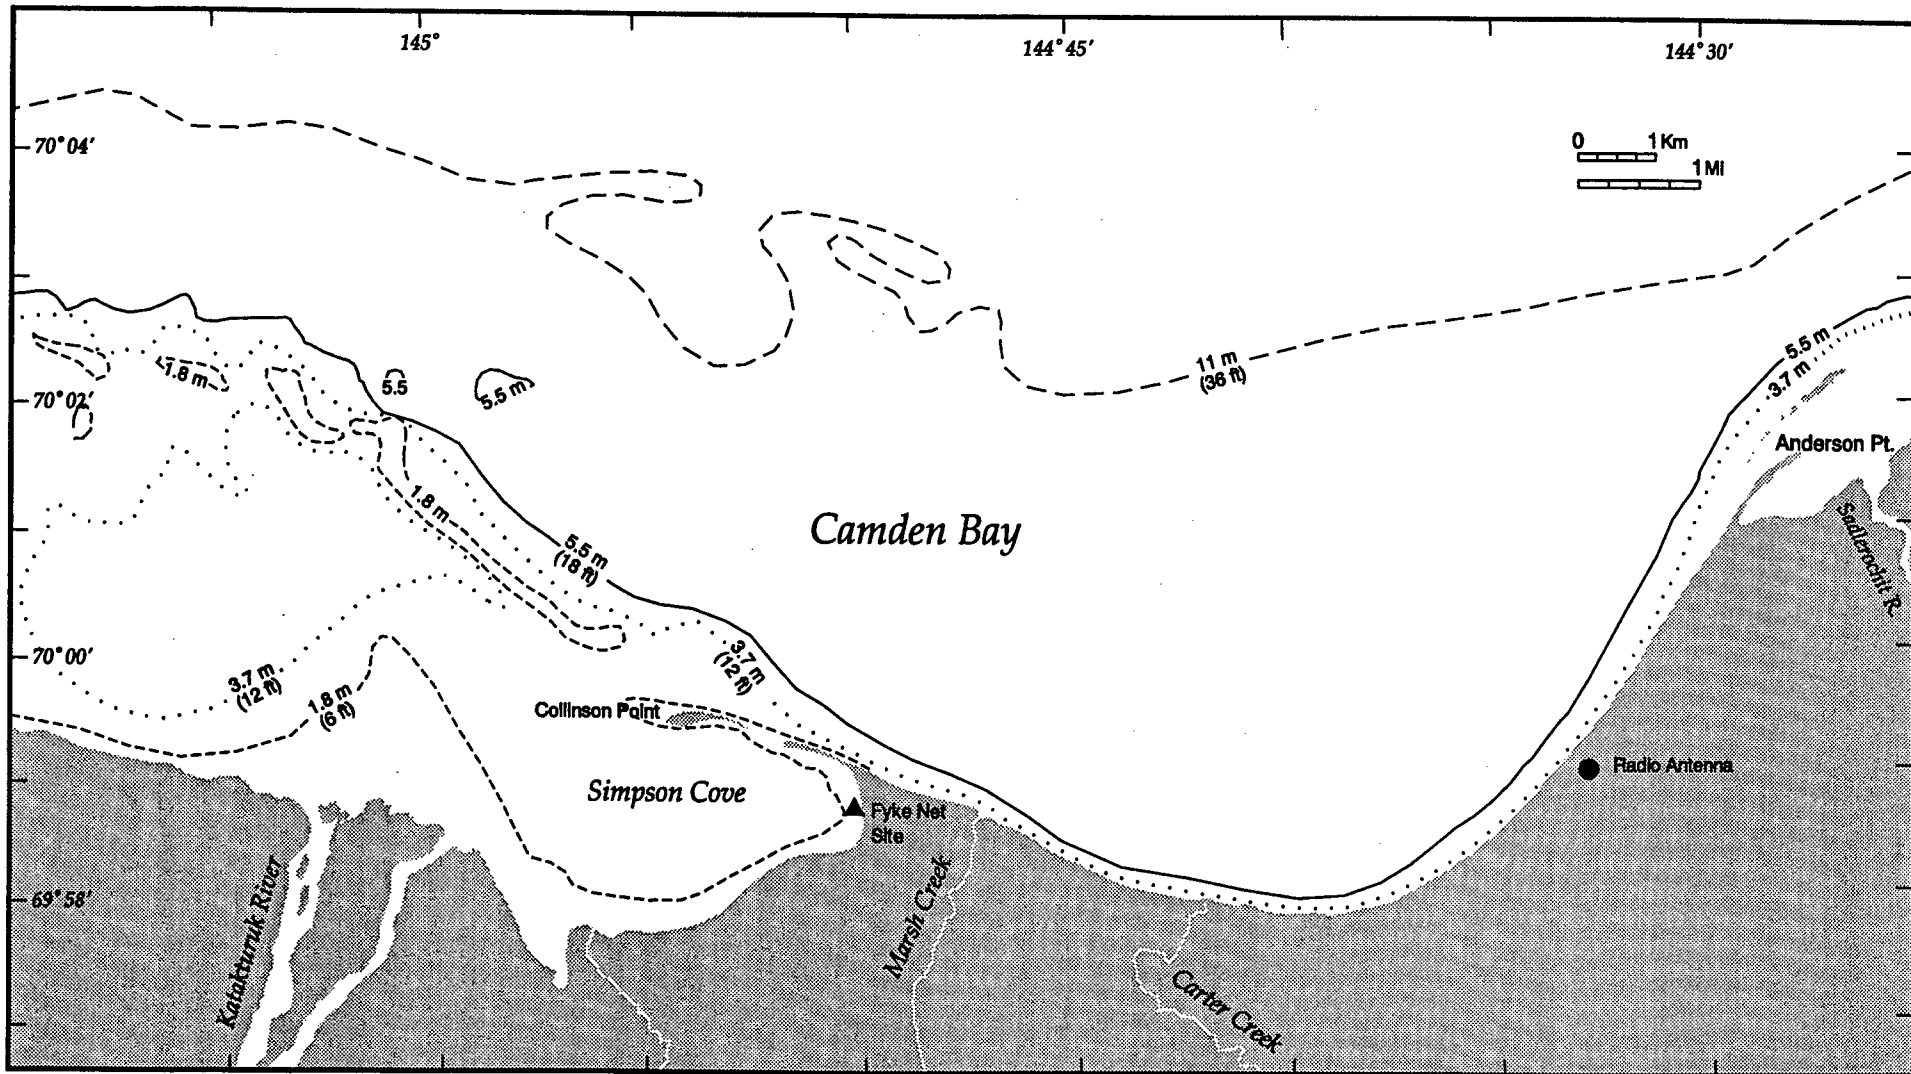 145°
144°45'
144°30'
70°04'
0 1 Km
1 Mi
11 m
(36 ft)
5.5 m
3.7 m
1.8 m
5.5
5.5 m
70°02'
Anderson Pt.
1.8 m
Camden Bay
Sadlerochit R.
5.5 m
(18 ft)
70°00'
3.7 m
(12 ft)
3.7 m
(12 ft)
1.8 m
(6 ft)
Collinson Point
Radio Antenna
Simpson Cove
Fyke Net
Site
69°58'
Katakturuk River
Marsh Creek
Carter Creek